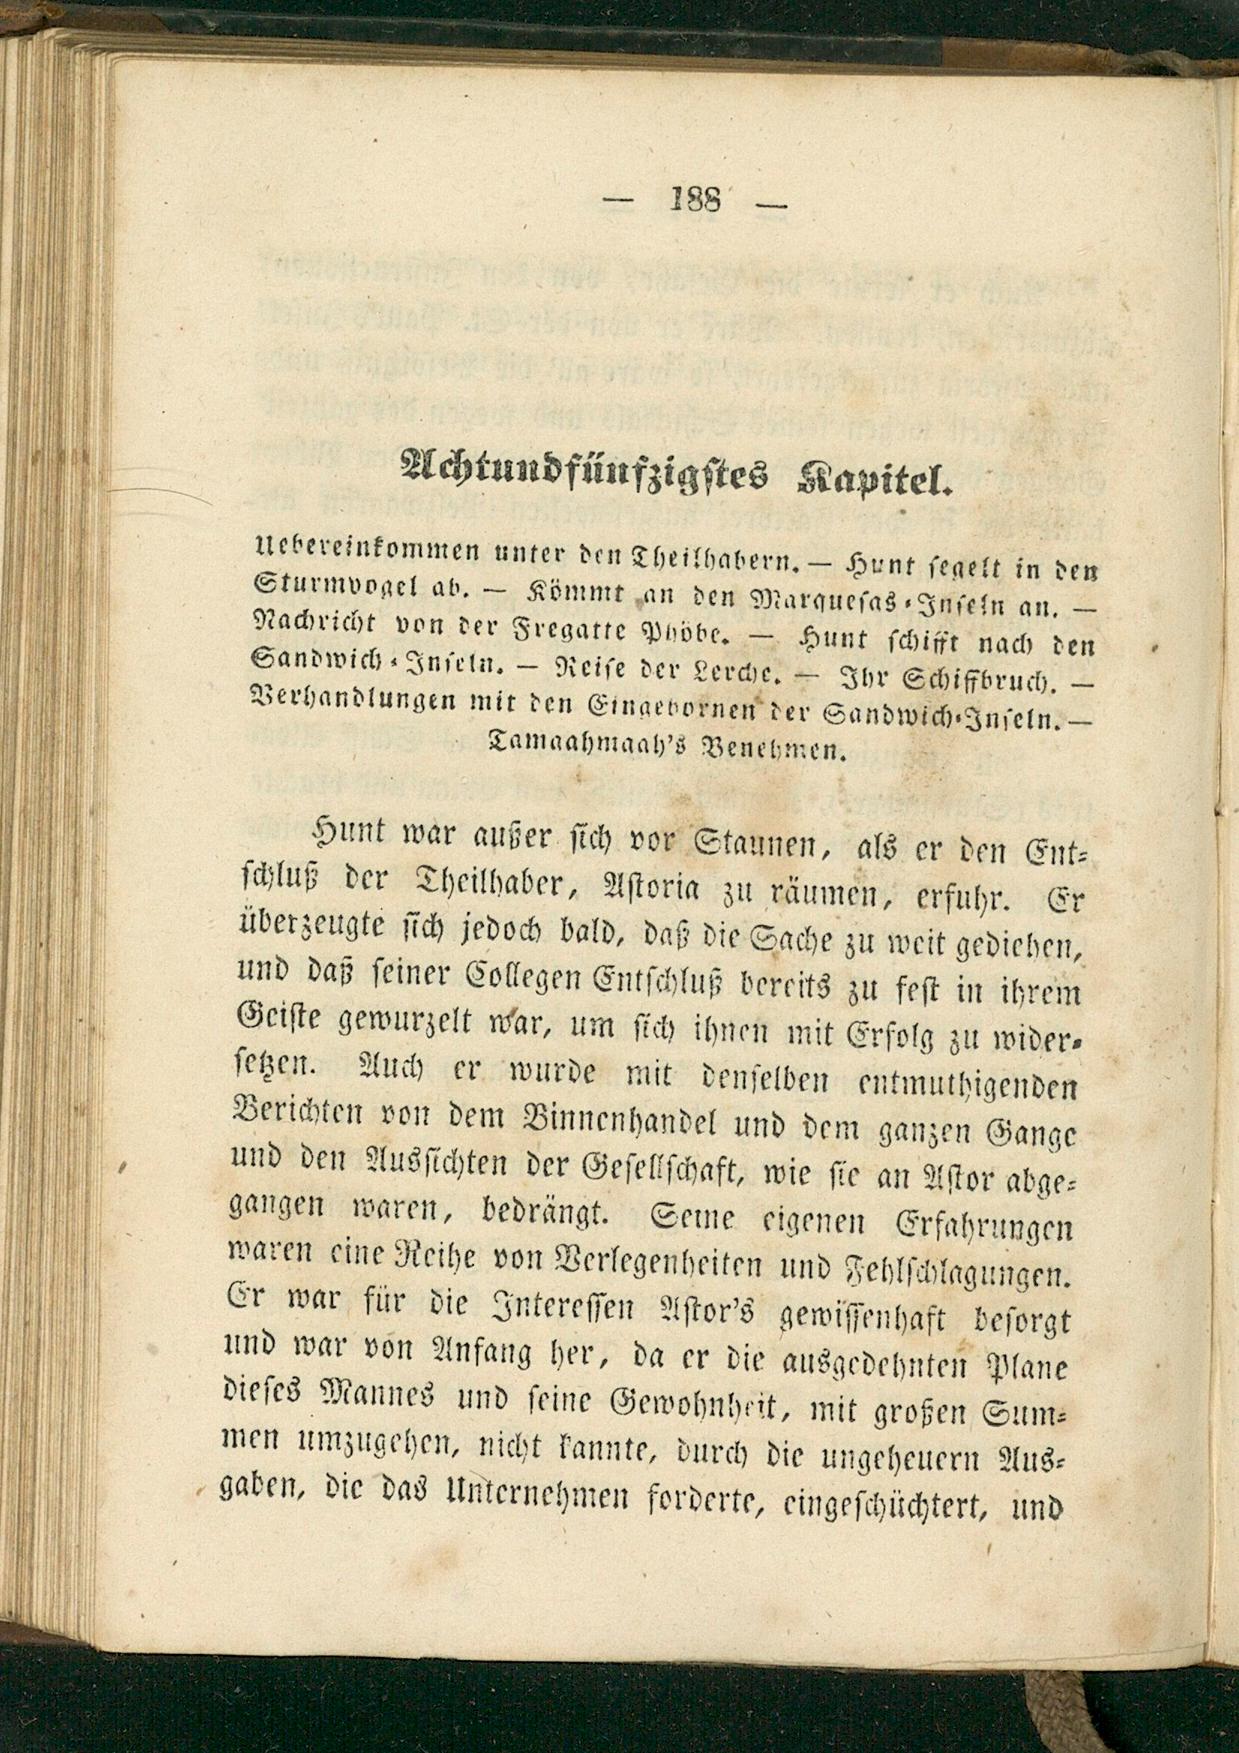 — 188 —
Achtundfünfzigstes Kapitel.
Uebereinkommen unter den Theilhabern. — Hunt segelt in den
Sturmvogel ab. — Kömmt an den Marquesas-Inseln an. —
Nachricht von der Fregatte Phöbe. — Hunt schifft nach den
Sandwich-Inseln. — Reise der Lerche. — Ihr Schiffbruch. —
Verhandlungen mit den Eingebornen der Sandwich-Inseln. —
Tamaahmaah's Benehmen.
Hunt war außer sich vor Staunen, als er den Ent-
schluß der Theilhaber, Astoria zu räumen, erfuhr. Er
überzeugte sich jedoch bald, daß die Sache zu weit gediehen,
und daß seiner Collegen Entschluß bereits zu fest in ihrem
Geiste gewurzelt war, um sich ihnen mit Erfolg zu wider-
setzen. Auch er wurde mit denselben entmuthigenden
Berichten von dem Binnenhandel und dem ganzen Gange
und den Aussichten der Gesellschaft, wie sie an Astor abge-
gangen waren, bedrängt. Seine eigenen Erfahrungen
waren eine Reihe von Verlegenheiten und Fehlschlagungen.
Er war für die Interessen Astor's gewissenhaft besorgt
und war von Anfang her, da er die ausgedehnten Plane
dieses Mannes und seine Gewohnheit, mit großen Sum-
men umzugehen, nicht kannte, durch die ungeheuern Aus-
gaben, die das Unternehmen forderte, eingeschüchtert, und